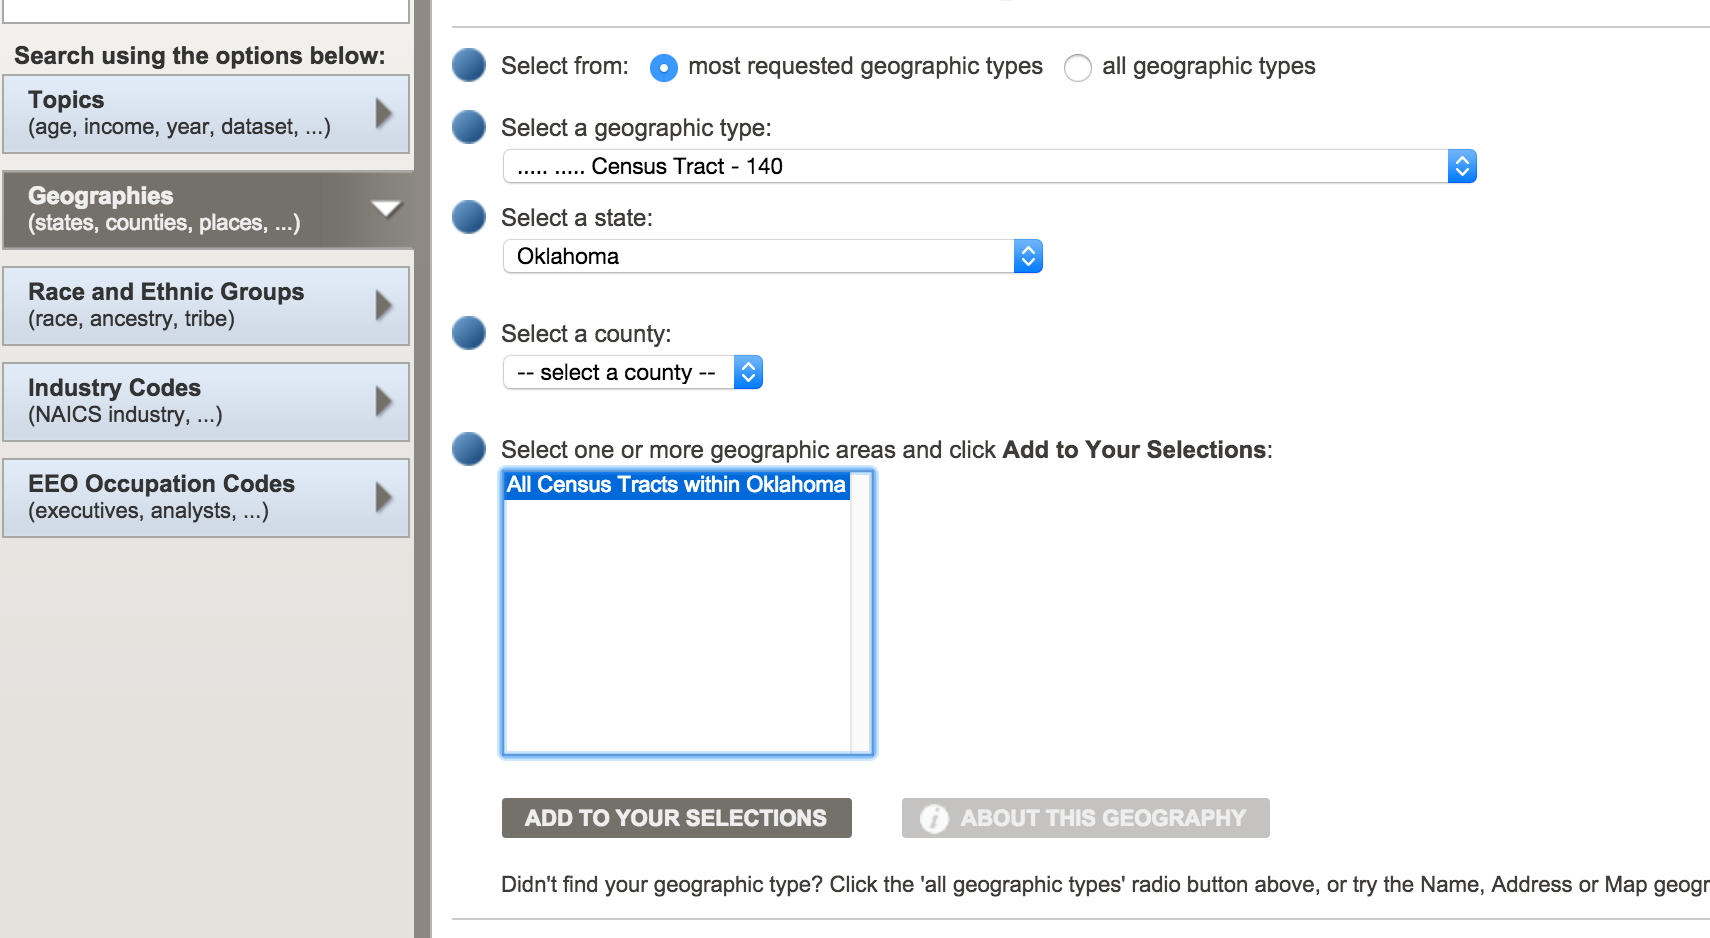 Search using the options below:
Topics
(age, income, year, dataset, ...)
Geographies
(states, counties, places, ...)
Race and Ethnic Groups
(race, ancestry, tribe)
Industry Codes
(NAICS industry, ...)
EEO Occupation Codes
(executives, analysts, ...)
Select from: most requested geographic types all geographic types
Select a geographic type:
..... ..... Census Tract - 140
Select a state:
Oklahoma
Select a county:
-- select a county --
Select one or more geographic areas and click Add to Your Selections:
All Census Tracts within Oklahoma
ADD TO YOUR SELECTIONS
i ABOUT THIS GEOGRAPHY
Didn't find your geographic type? Click the 'all geographic types' radio button above, or try the Name, Address or Map geogr